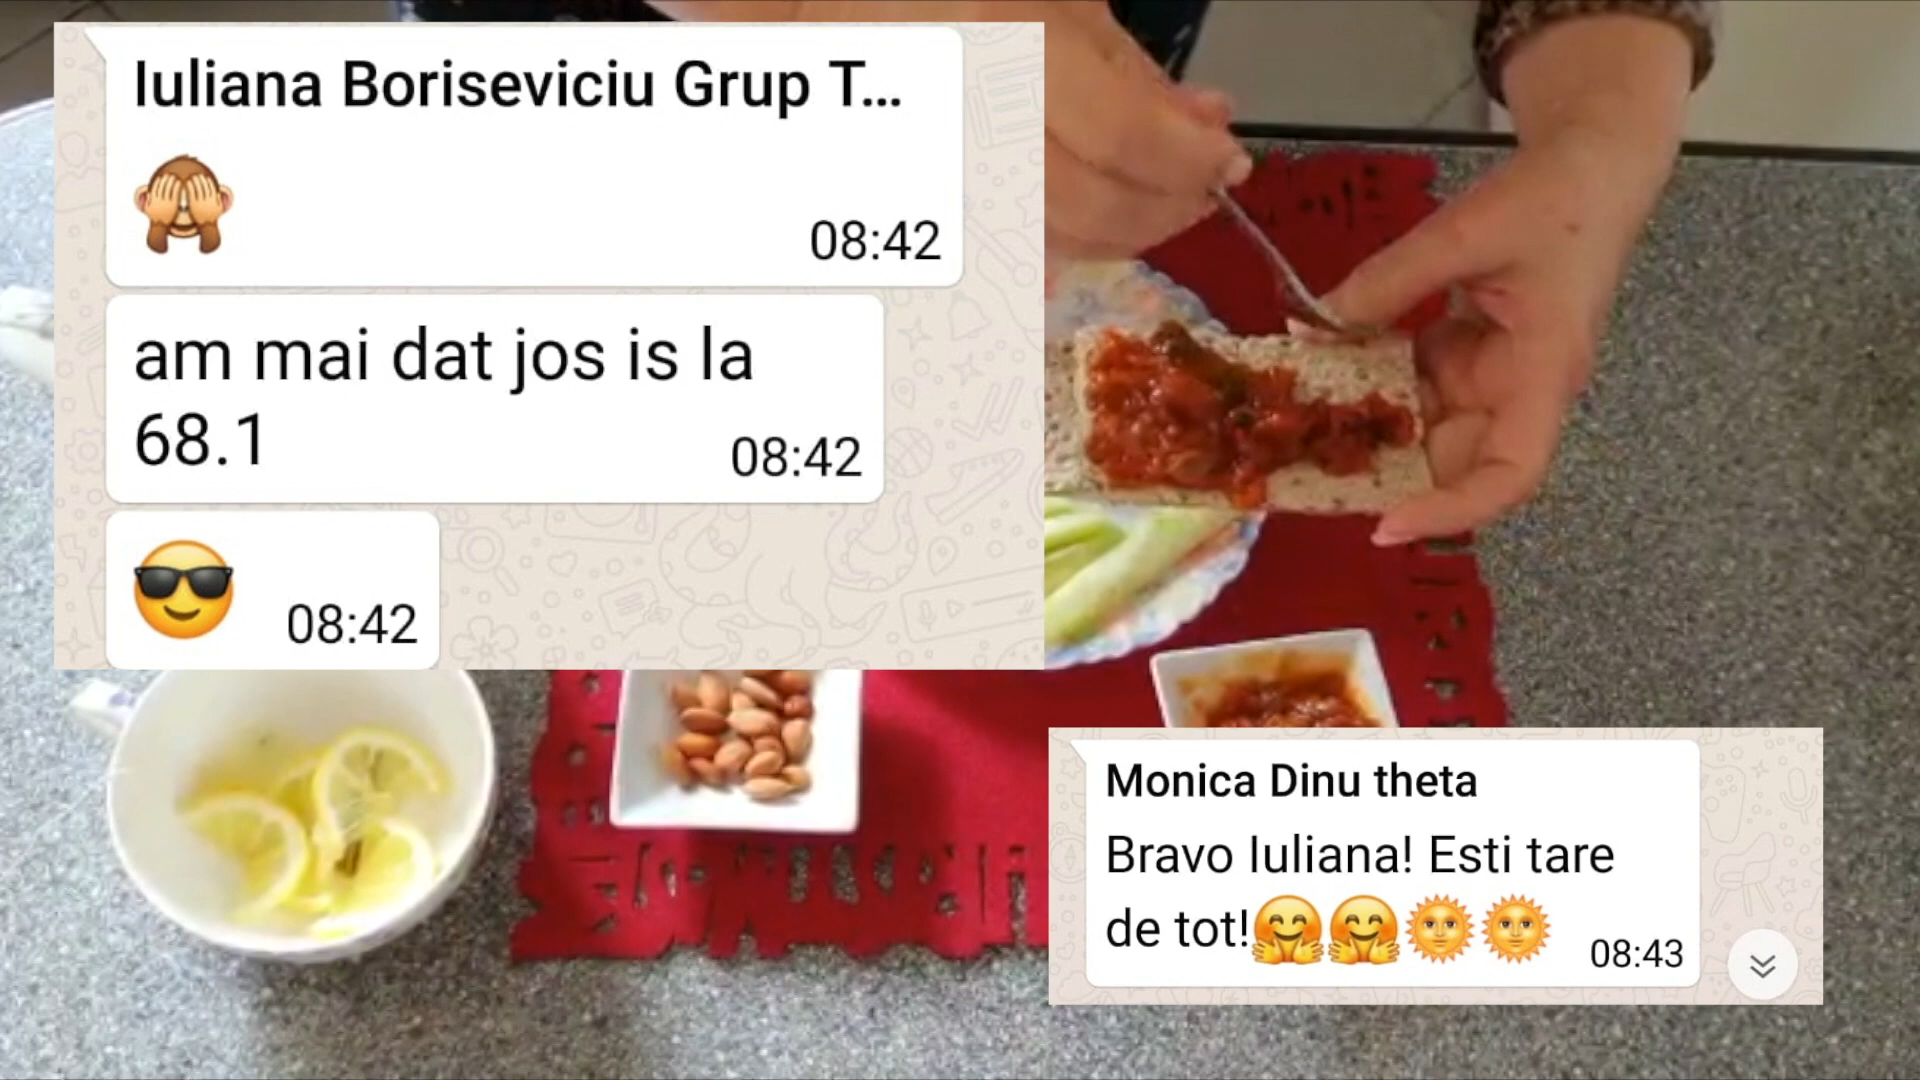 Iuliana Boriseviciu Grup T...
🙈
08:42
am mai dat jos is la
68.1
08:42
😎 08:42
Monica Dinu theta
Bravo Iuliana! Esti tare
de tot!🤗🤗🌞🌞 08:43